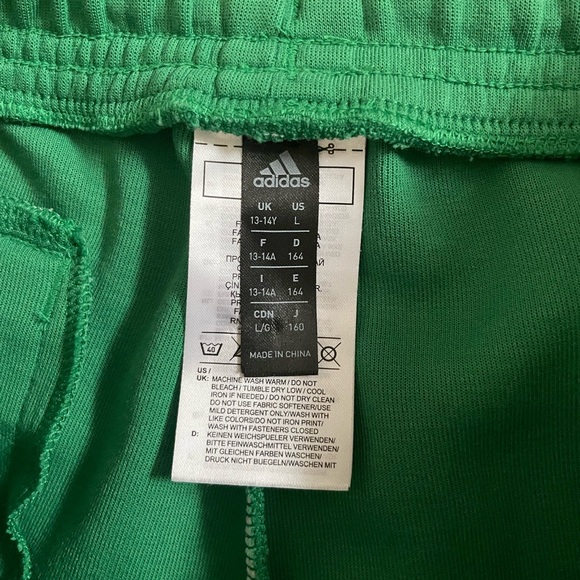 adidas
UK US
13-14Y L
F D
13-14A 164
I E
13-14A 164
CDN J
L/G 160
MADE IN CHINA
40
US /
UK: MACHINE WASH WARM / DO NOT
BLEACH / TUMBLE DRY LOW / COOL
IRON IF NEEDED / DO NOT DRY CLEAN
DO NOT USE FABRIC SOFTENER/USE
MILD DETERGENT ONLY/WASH WITH
LIKE COLORS/DO NOT IRON PRINT/
WASH WITH FASTENERS CLOSED
D: KEINEN WEICHSPUELER VERWENDEN/
BITTE FEINWASCHMITTEL VERWENDEN/
MIT GLEICHEN FARBEN WASCHEN/
DRUCK NICHT BUEGELN/WASCHEN MIT